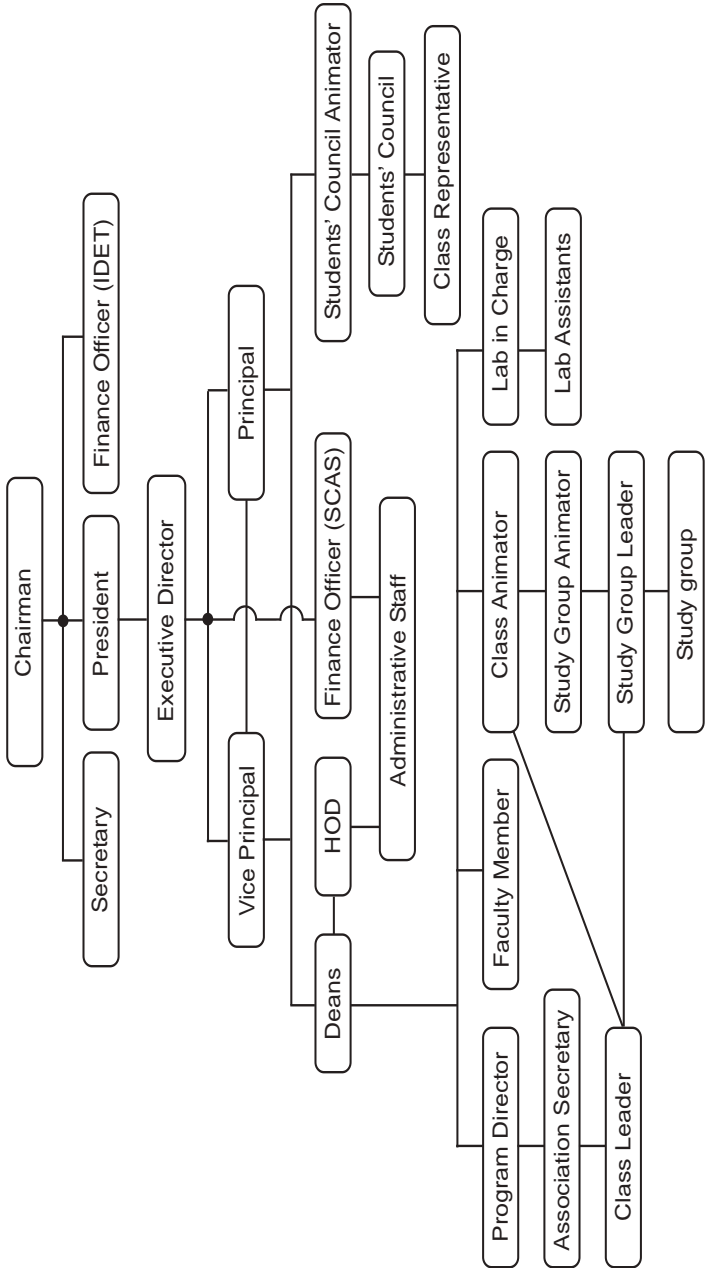 Chairman
Secretary
President
Finance Officer (IDET)
Executive Director
Vice Principal
Principal
Deans
HOD
Finance Officer (SCAS)
Students’ Council Animator
Administrative Staff
Students’ Council
Class Representative
Program Director
Faculty Member
Class Animator
Lab in Charge
Association Secretary
Study Group Animator
Lab Assistants
Class Leader
Study Group Leader
Study group